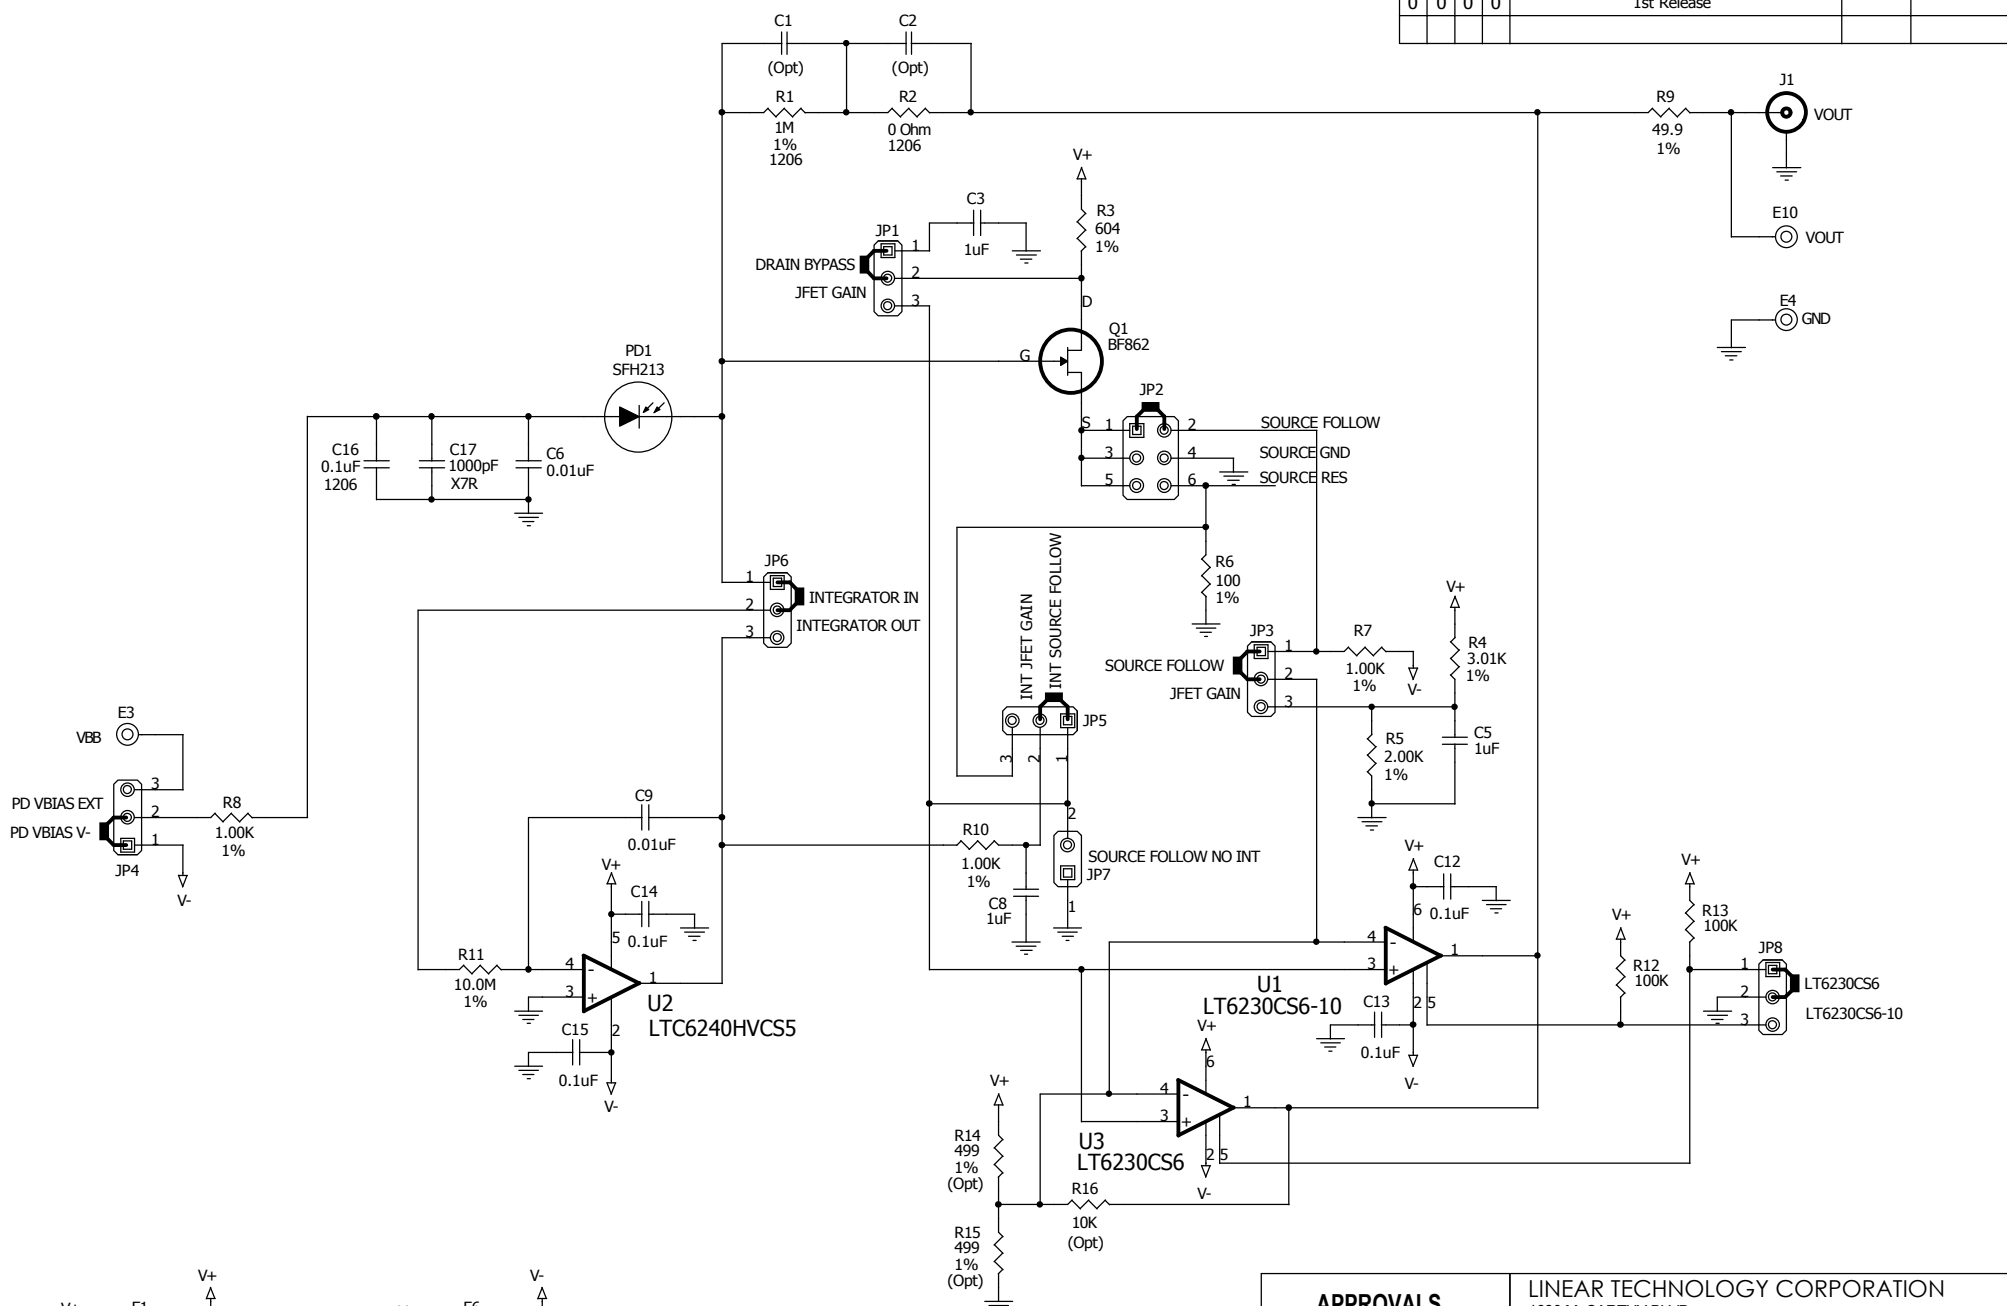 0 0 0 0 1st Release
C1
(Opt)
C2
(Opt)
R1
1M
1%
1206
R2
0 Ohm
1206
R9
49.9
1%
J1
VOUT
E10
VOUT
E4
GND
V+
R3
604
1%
C3
1uF
JP1
1
2
3
DRAIN BYPASS
JFET GAIN
D
G
S
Q1
BF862
PD1
SFH213
C16
0.1uF
1206
C17
1000pF
X7R
C6
0.01uF
JP2
1 2
3 4
5 6
SOURCE FOLLOW
SOURCE GND
SOURCE RES
R6
100
1%
JP6
1
2
3
INTEGRATOR IN
INTEGRATOR OUT
INT JFET GAIN
INT SOURCE FOLLOW
JP5
3 2 1
JP3
1
2
3
SOURCE FOLLOW
JFET GAIN
R7
1.00K
1%
V-
V+
R4
3.01K
1%
R5
2.00K
1%
C5
1uF
E3
VBB
PD VBIAS EXT
PD VBIAS V-
3
2
1
JP4
V-
R8
1.00K
1%
C9
0.01uF
R10
1.00K
1%
C8
1uF
2
SOURCE FOLLOW NO INT
JP7
1
V+
C14
0.1uF
5
R11
10.0M
1%
4
3
-
+
1
2
U2
LTC6240HVCS5
C15
0.1uF
V-
V+
C12
0.1uF
6
4
3
-
+
1
2 5
U1
LT6230CS6-10
C13
0.1uF
V-
V+
R13
100K
V+
R12
100K
JP8
1
2
3
LT6230CS6
LT6230CS6-10
V+
6
4
3
-
+
1
2 5
U3
LT6230CS6
V-
V+
R14
499
1%
(Opt)
R16
10K
(Opt)
R15
499
1%
(Opt)
V+
V-
APPROVALS
LINEAR TECHNOLOGY CORPORATION